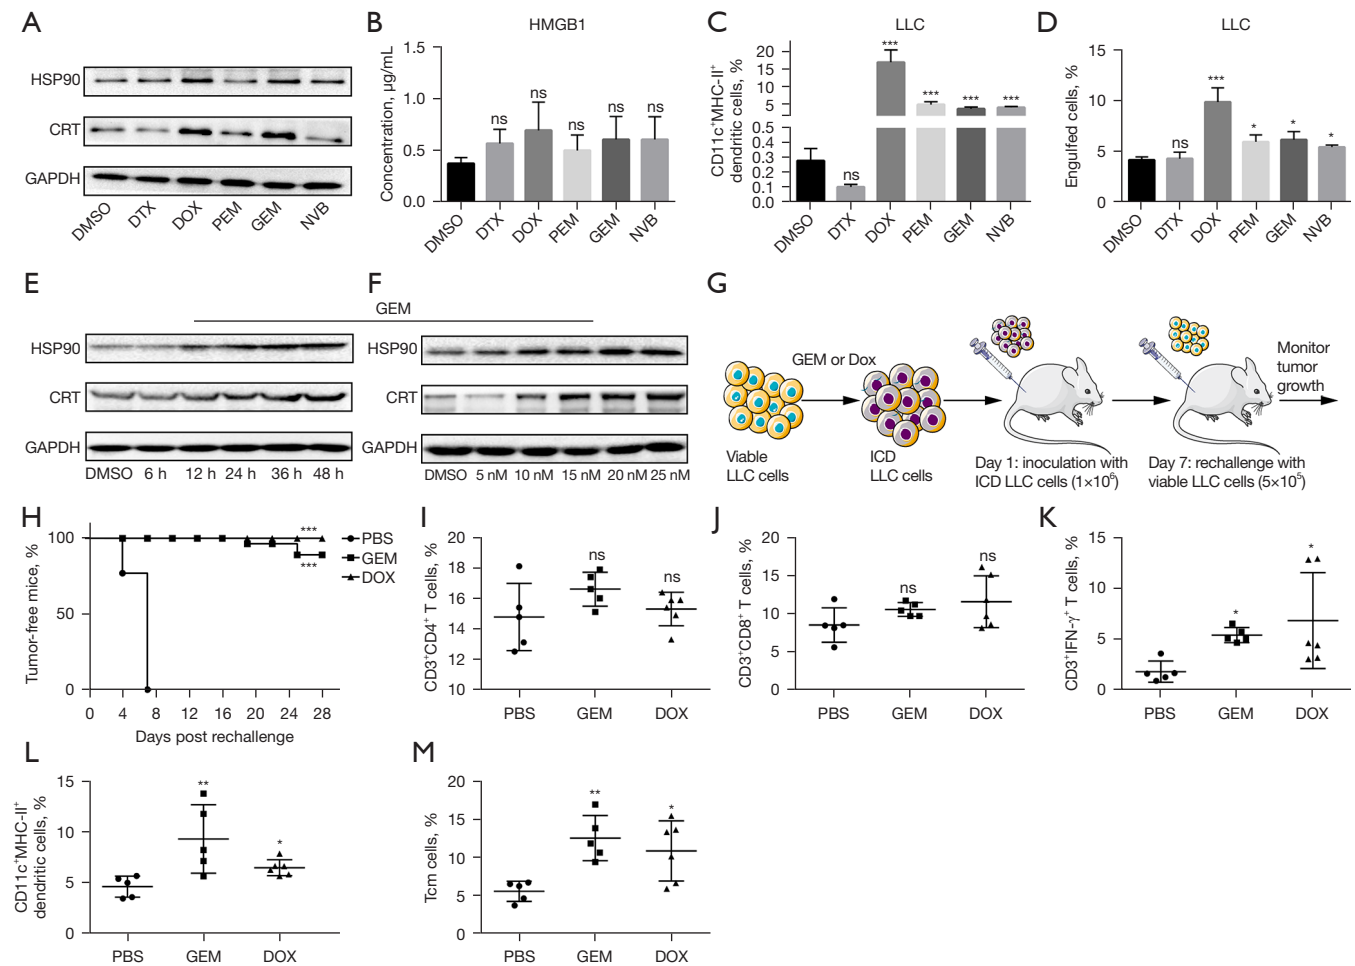 A
HSP90
CRT
GAPDH
DMSO DTX DOX PEM GEM NVB
B
HMGB1
Concentration, μg/mL
1.5
1.0
0.5
0.0
ns ns ns ns ns
DMSO DTX DOX PEM GEM NVB
C
LLC
CD11c⁺MHC-II⁺
dendritic cells, %
20
15
10
5
0.5
0.4
0.3
0.2
0.1
0.0
ns *** *** *** ***
DMSO DTX DOX PEM GEM NVB
D
LLC
Engulfed cells, %
15
10
5
0
ns *** * * *
DMSO DTX DOX PEM GEM NVB
E
F
GEM
HSP90
CRT
GAPDH
DMSO 6 h 12 h 24 h 36 h 48 h
HSP90
CRT
GAPDH
DMSO 5 nM 10 nM 15 nM 20 nM 25 nM
G
GEM or Dox
Monitor
tumor
growth
Viable
LLC cells
ICD
LLC cells
Day 1: inoculation with
ICD LLC cells (1×10⁶)
Day 7: rechallenge with
viable LLC cells (5×10⁵)
H
Tumor-free mice, %
100
50
0
0 4 8 12 16 20 24 28
Days post rechallenge
***
***
PBS
GEM
DOX
I
CD3⁺CD4⁺ T cells, %
20
18
16
14
12
10
ns ns
PBS GEM DOX
J
CD3⁺CD8⁺ T cells, %
20
15
10
5
0
ns ns
PBS GEM DOX
K
CD3⁺IFN-γ⁺ T cells, %
15
10
5
0
* *
PBS GEM DOX
L
CD11c⁺MHC-II⁺
dendritic cells, %
15
10
5
0
** *
PBS GEM DOX
M
Tcm cells, %
20
15
10
5
0
** *
PBS GEM DOX